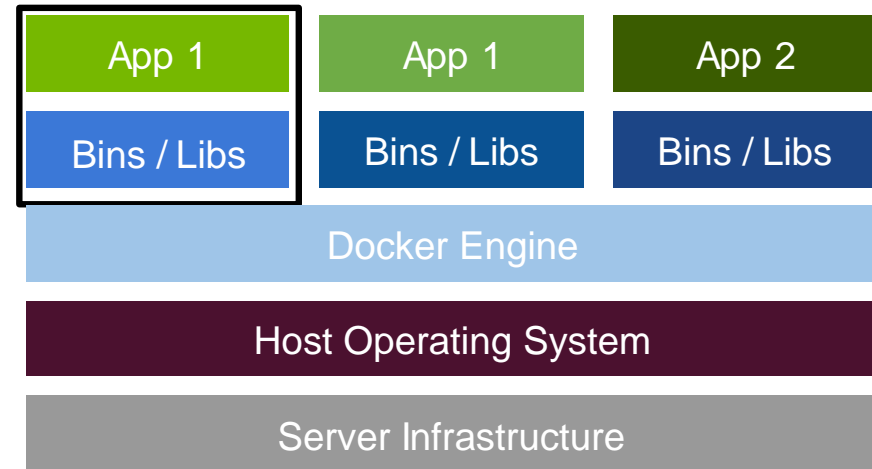 App 1
App 1
App 2
Bins / Libs
Bins / Libs
Bins / Libs
Docker Engine
Host Operating System
Server Infrastructure